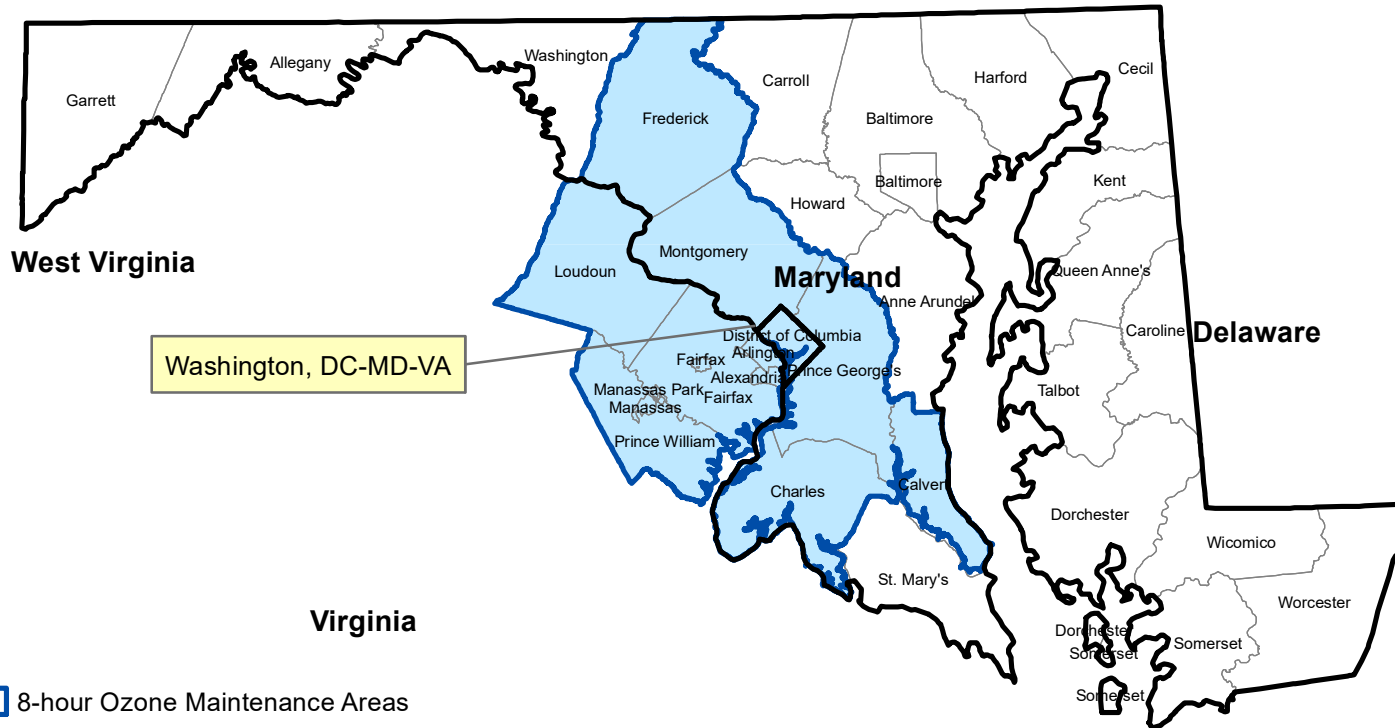 Garrett
Allegany
Washington
Frederick
Carroll
Baltimore
Harford
Cecil
Baltimore
Kent
Howard
West Virginia
Loudoun
Montgomery
Maryland
Queen Anne's
Anne Arundel
Caroline
Delaware
District of Columbia
Arlington
Washington, DC-MD-VA
Fairfax
Prince George's
Alexandria
Manassas Park
Fairfax
Manassas
Talbot
Prince William
Charles
Calvert
Dorchester
Wicomico
St. Mary's
Worcester
Virginia
Dorchester
Somerset
Somerset
Somerset
8-hour Ozone Maintenance Areas